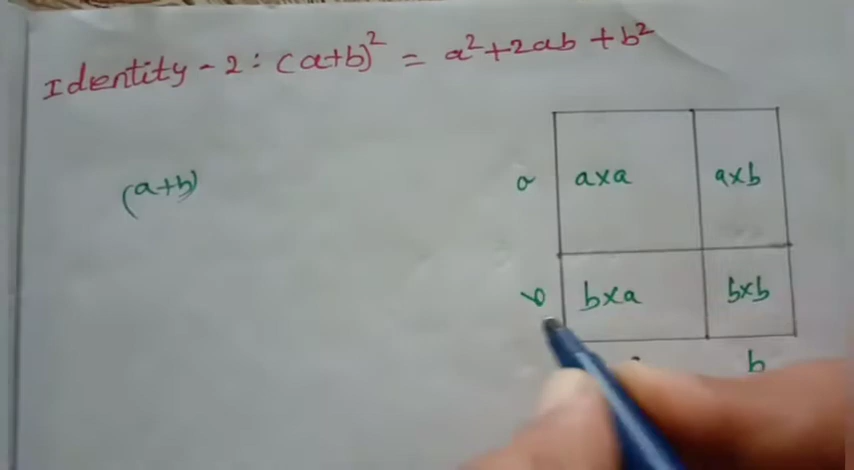 Identity - 2 : (a+b)² = a²+2ab+b²
(a+b)
a a×a a×b
b b×a b×b
b